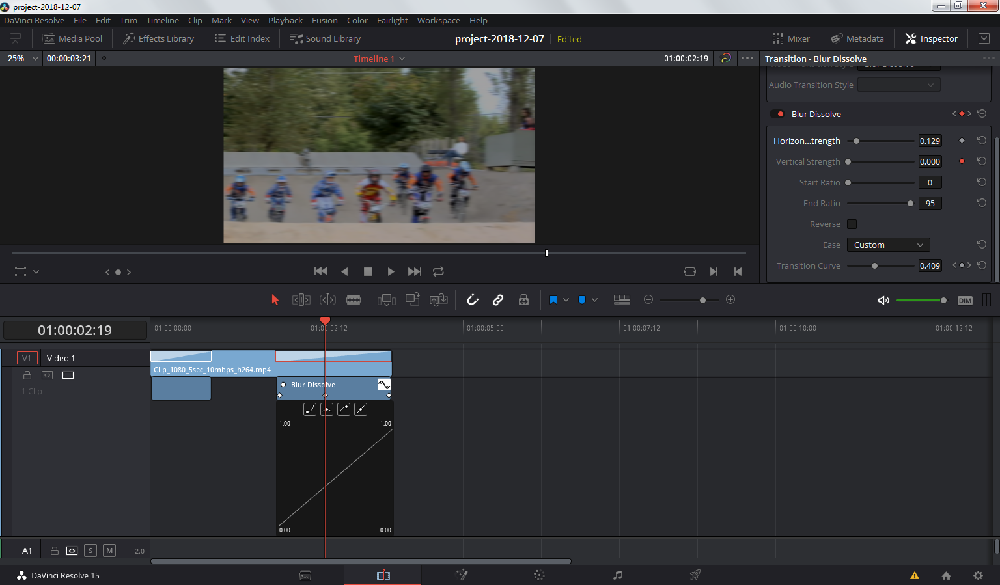 project-2018-12-07
DaVinci Resolve File Edit Trim Timeline Clip Mark View Playback Fusion Color Fairlight Workspace Help
Media Pool Effects Library Edit Index Sound Library project-2018-12-07 Edited Mixer Metadata Inspector
25% 00:00:03:21 Timeline 1 01:00:02:19 Transition - Blur Dissolve
Audio Transition Style
Blur Dissolve
Horizon...trength 0.129
Vertical Strength 0.000
Start Ratio 0
End Ratio 95
Reverse
Ease Custom
Transition Curve 0.409
DIM
01:00:02:19 01:00:00:00 01:00:02:12 01:00:05:00 01:00:07:12 01:00:10:00 01:00:12:12
V1 Video 1
Clip_1080_5sec_10mbps_h264.mp4
Blur Dissolve
1 Clip
1.00 1.00
0.00 0.00
A1 S M 2.0
DaVinci Resolve 15